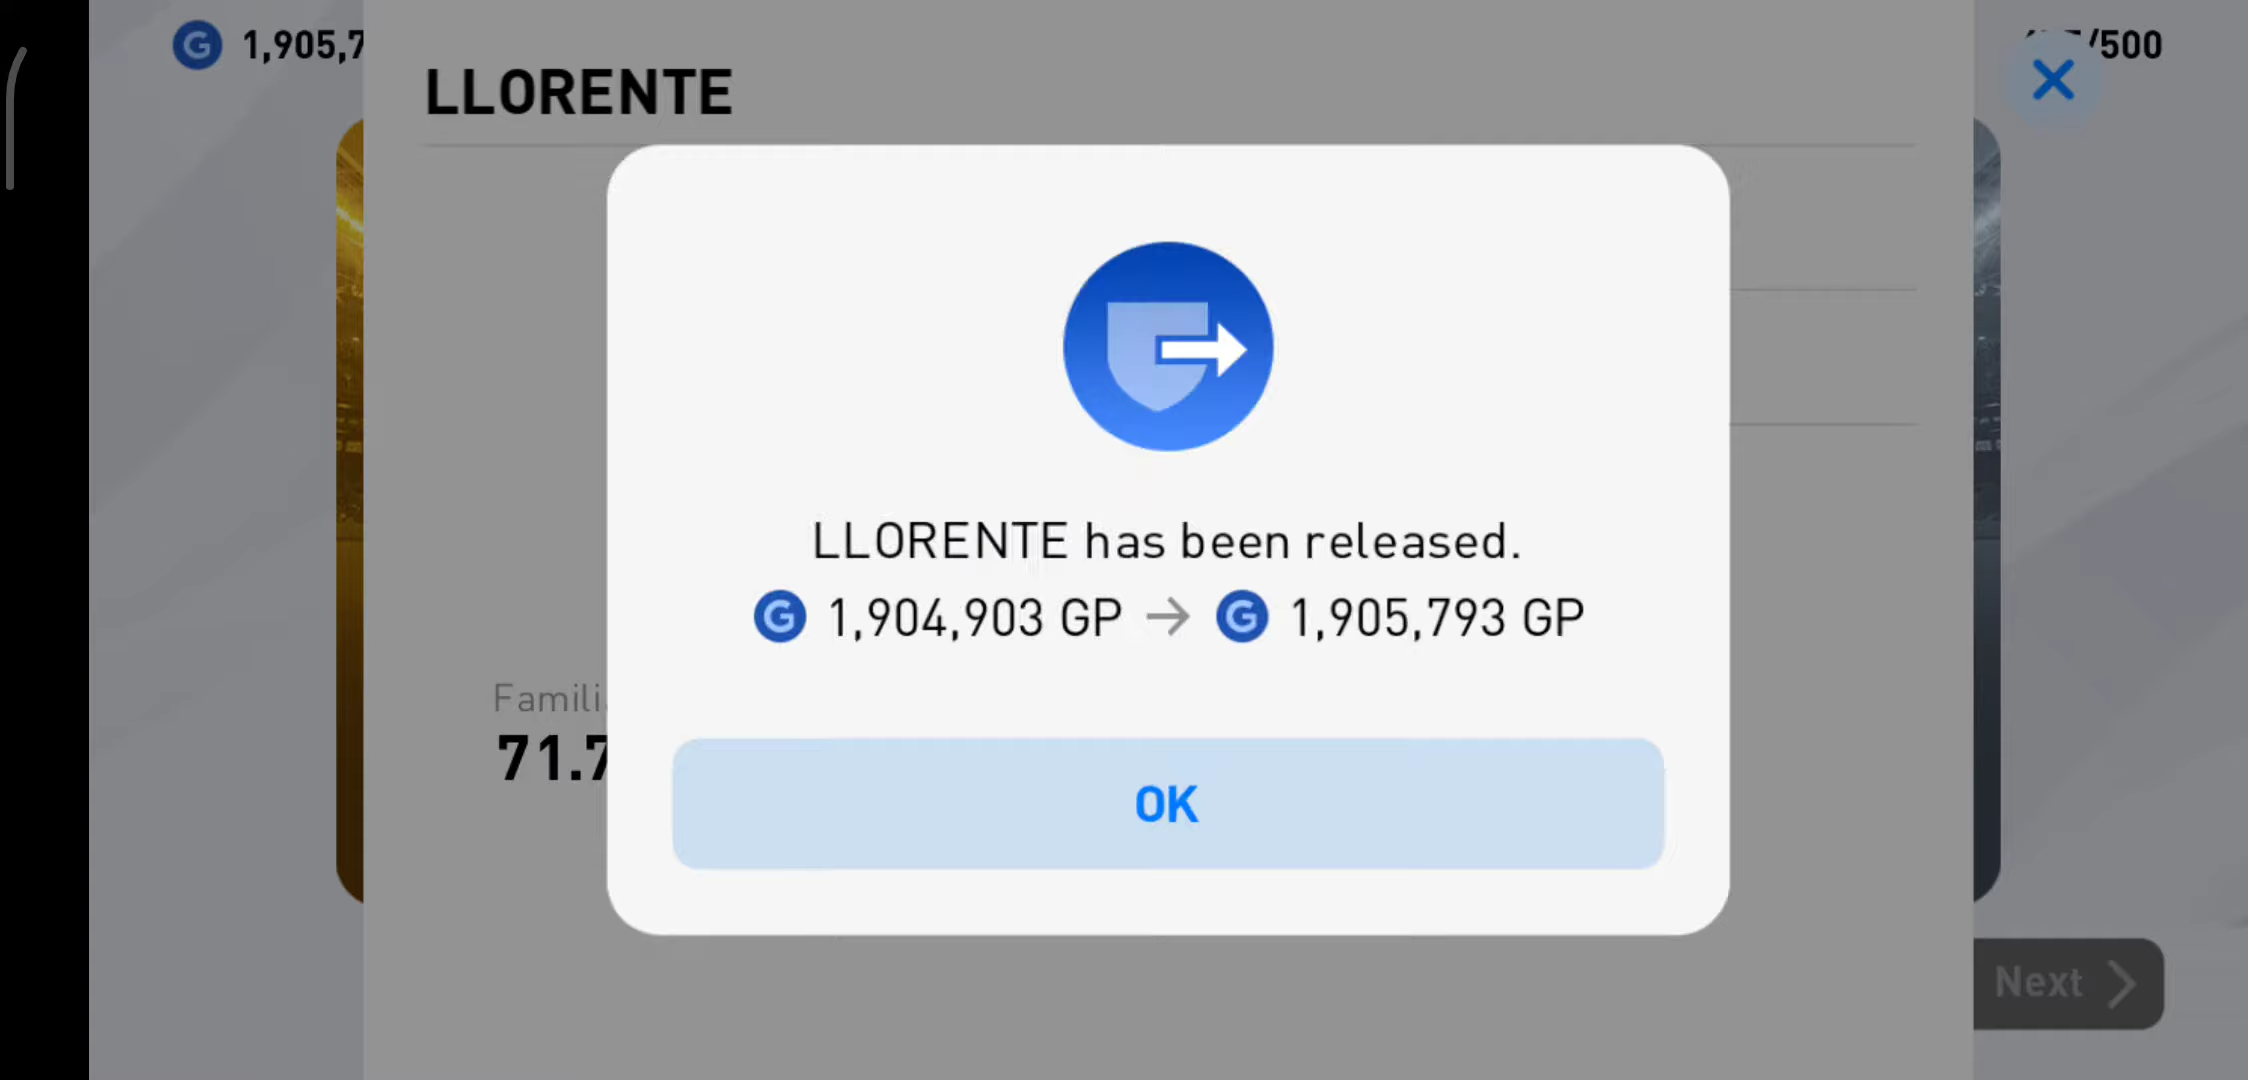 1,905,7
/500
LLORENTE
LLORENTE has been released.
1,904,903 GP → 1,905,793 GP
Famili
71.7
OK
Next